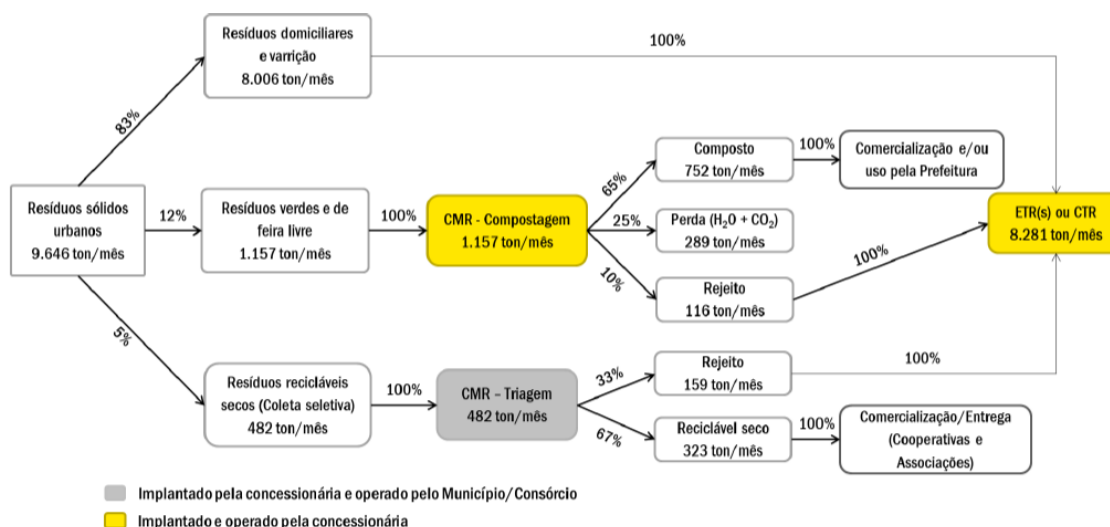 Resíduos domiciliares
e varrição
8.006 ton/mês
100%
83%
Resíduos sólidos
urbanos
9.646 ton/mês
12%
Resíduos verdes e de
feira livre
1.157 ton/mês
100%
CMR - Compostagem
1.157 ton/mês
65%
Composto
752 ton/mês
100%
Comercialização e/ou
uso pela Prefeitura
25%
Perda (H₂O + CO₂)
289 ton/mês
10%
Rejeito
116 ton/mês
100%
ETR(s) ou CTR
8.281 ton/mês
5%
Resíduos recicláveis
secos (Coleta seletiva)
482 ton/mês
100%
CMR – Triagem
482 ton/mês
33%
Rejeito
159 ton/mês
100%
67%
Reciclável seco
323 ton/mês
100%
Comercialização/Entrega
(Cooperativas e
Associações)
Implantado pela concessionária e operado pelo Município/Consórcio
Implantado e operado pela concessionária